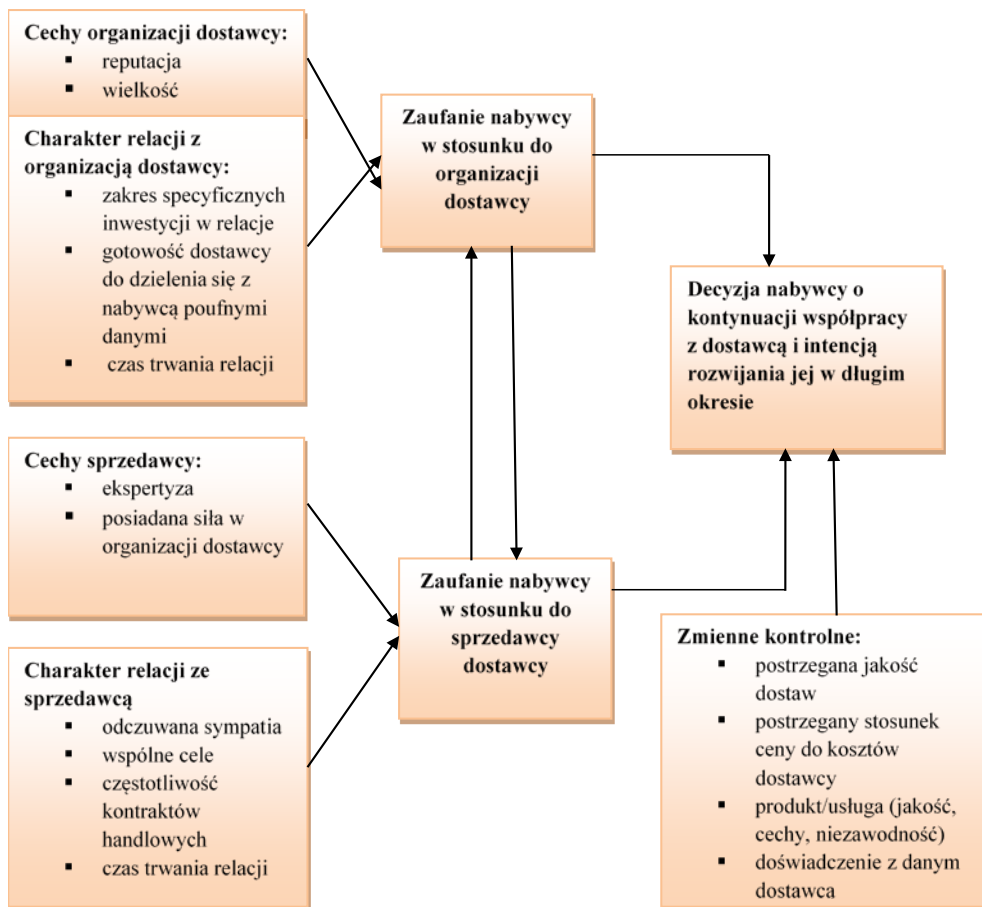 Cechy organizacji dostawcy:
▪ reputacja
▪ wielkość
Charakter relacji z
organizacją dostawcy:
▪ zakres specyficznych
inwestycji w relacje
▪ gotowość dostawcy
do dzielenia się z
nabywcą poufnymi
danymi
▪ czas trwania relacji
Cechy sprzedawcy:
▪ ekspertyza
▪ posiadana siła w
organizacji dostawcy
Charakter relacji ze
sprzedawcą
▪ odczuwana sympatia
▪ wspólne cele
▪ częstotliwość
kontraktów
handlowych
▪ czas trwania relacji
Zaufanie nabywcy
w stosunku do
organizacji
dostawcy
Zaufanie nabywcy
w stosunku do
sprzedawcy
dostawcy
Decyzja nabywcy o
kontynuacji współpracy
z dostawcą i intencją
rozwijania jej w długim
okresie
Zmienne kontrolne:
▪ postrzegana jakość
dostaw
▪ postrzegany stosunek
ceny do kosztów
dostawcy
▪ produkt/usługa (jakość,
cechy, niezawodność)
▪ doświadczenie z danym
dostawca